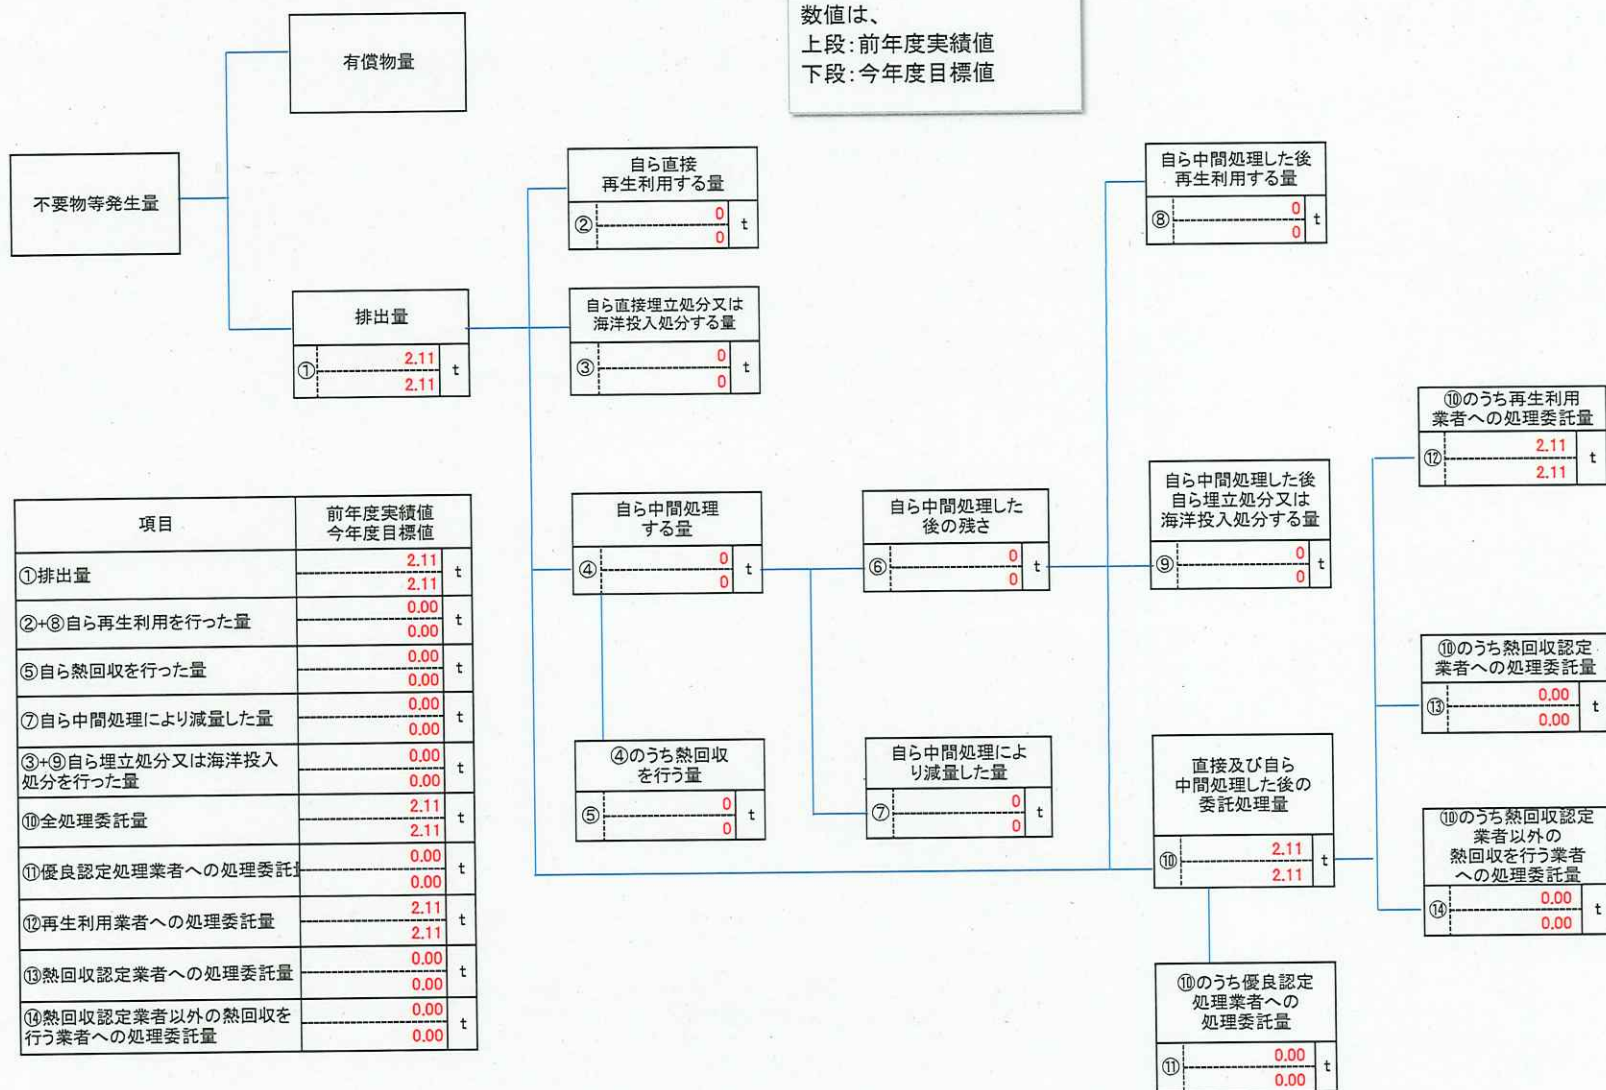 数値は、
上段：前年度実績値
下段：今年度目標値
有償物量
不要物等発生量
排出量
①
2.11
2.11
t
自ら直接
再生利用する量
②
0
0
t
自ら直接埋立処分又は
海洋投入処分する量
③
0
0
t
自ら中間処理
する量
④
0
0
t
④のうち熱回収
を行う量
⑤
0
0
t
自ら中間処理した
後の残さ
⑥
0
0
t
自ら中間処理によ
り減量した量
⑦
0
0
t
自ら中間処理した後
再生利用する量
⑧
0
0
t
自ら中間処理した後
自ら埋立処分又は
海洋投入処分する量
⑨
0
0
t
直接及び自ら
中間処理した後の
委託処理量
⑩
2.11
2.11
t
⑩のうち優良認定
処理業者への
処理委託量
⑪
0.00
0.00
t
⑩のうち再生利用
業者への処理委託量
⑫
2.11
2.11
t
⑩のうち熱回収認定
業者への処理委託量
⑬
0.00
0.00
t
⑩のうち熱回収認定
業者以外の
熱回収を行う業者
への処理委託量
⑭
0.00
0.00
t
項目
前年度実績値
今年度目標値
①排出量
2.11
2.11
t
②+⑧自ら再生利用を行った量
0.00
0.00
t
⑤自ら熱回収を行った量
0.00
0.00
t
⑦自ら中間処理により減量した量
0.00
0.00
t
③+⑨自ら埋立処分又は海洋投入
処分を行った量
0.00
0.00
t
⑩全処理委託量
2.11
2.11
t
⑪優良認定処理業者への処理委託
0.00
0.00
t
⑫再生利用業者への処理委託量
2.11
2.11
t
⑬熱回収認定業者への処理委託量
0.00
0.00
t
⑭熱回収認定業者以外の熱回収を
行う業者への処理委託量
0.00
0.00
t